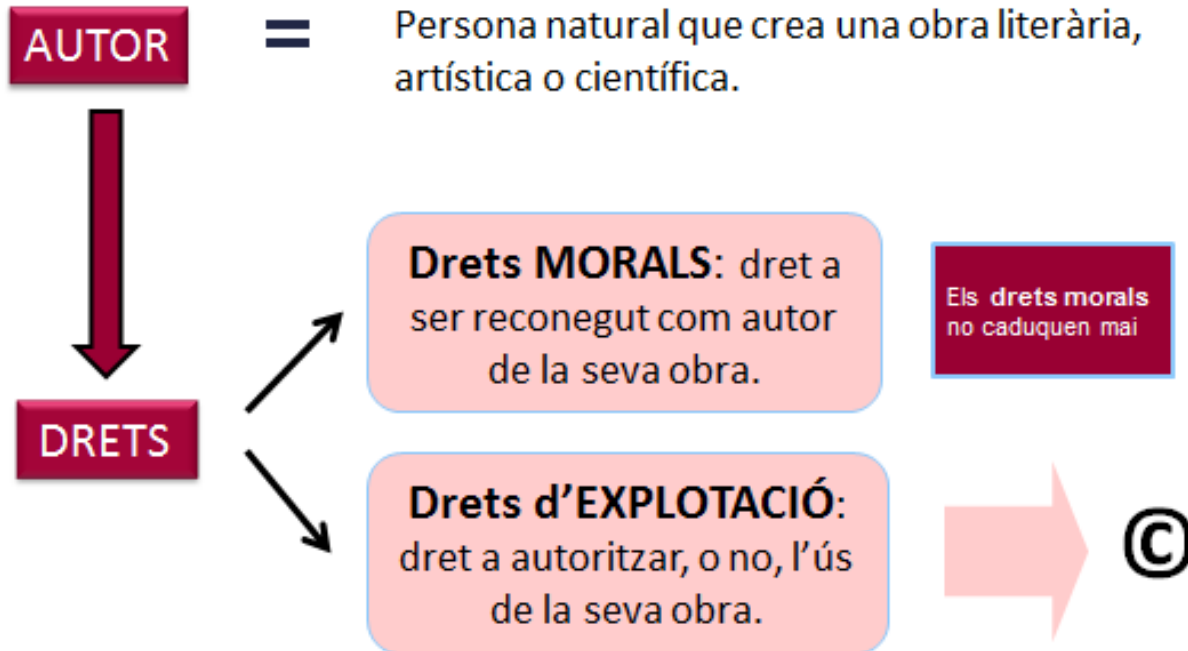 AUTOR
=
Persona natural que crea una obra literària,
artística o científica.
Drets MORALS: dret a
ser reconegut com autor
de la seva obra.
Els drets morals
no caduquen mai
DRETS
Drets d’EXPLOTACIÓ:
dret a autoritzar, o no, l’ús
de la seva obra.
©